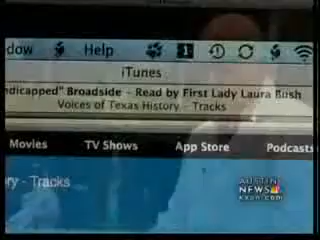 dow Help 1
iTunes
ndicapped" Broadside - Read by First Lady Laura Bush
Voices of Texas History - Tracks
Movies TV Shows App Store Podcasts
ry - Tracks
AUSTIN
NEWS
kxan.com